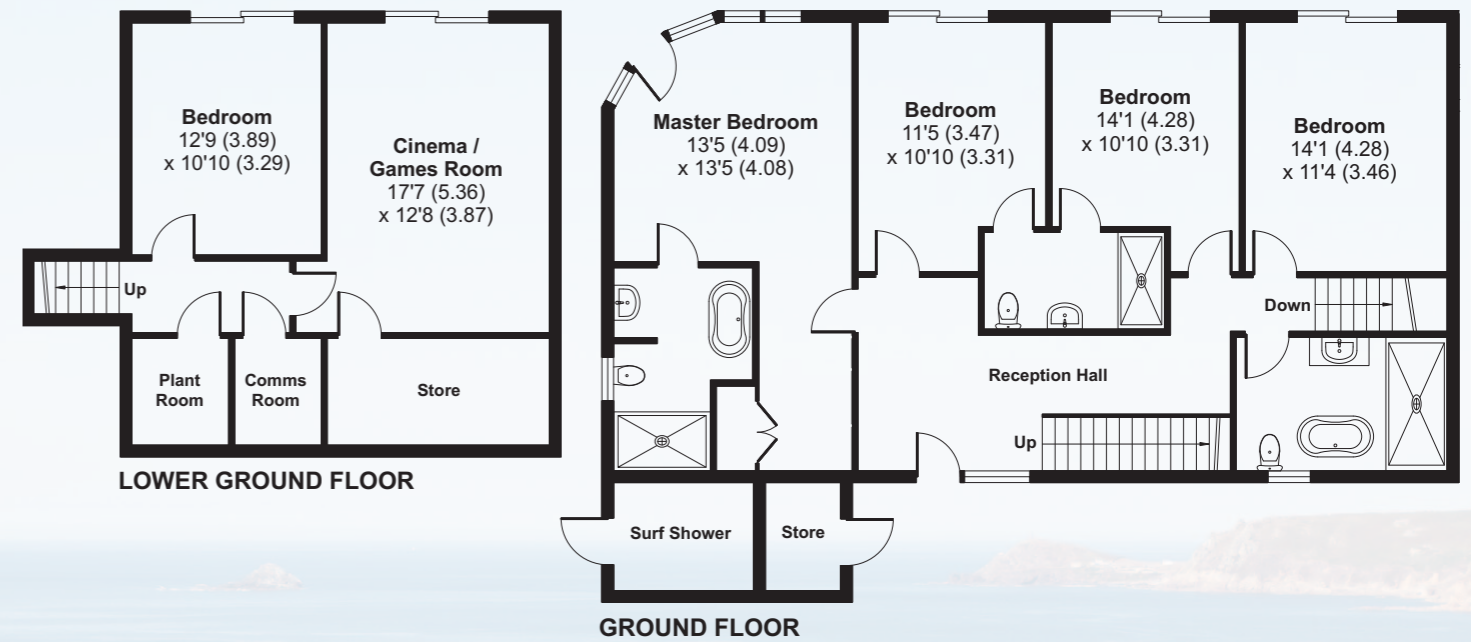 Bedroom
12'9 (3.89)
x 10'10 (3.29)
Cinema /
Games Room
17'7 (5.36)
x 12'8 (3.87)
Up
Plant
Room
Comms
Room
Store
LOWER GROUND FLOOR
Master Bedroom
13'5 (4.09)
x 13'5 (4.08)
Bedroom
11'5 (3.47)
x 10'10 (3.31)
Bedroom
14'1 (4.28)
x 10'10 (3.31)
Bedroom
14'1 (4.28)
x 11'4 (3.46)
Down
Reception Hall
Up
Surf Shower
Store
GROUND FLOOR